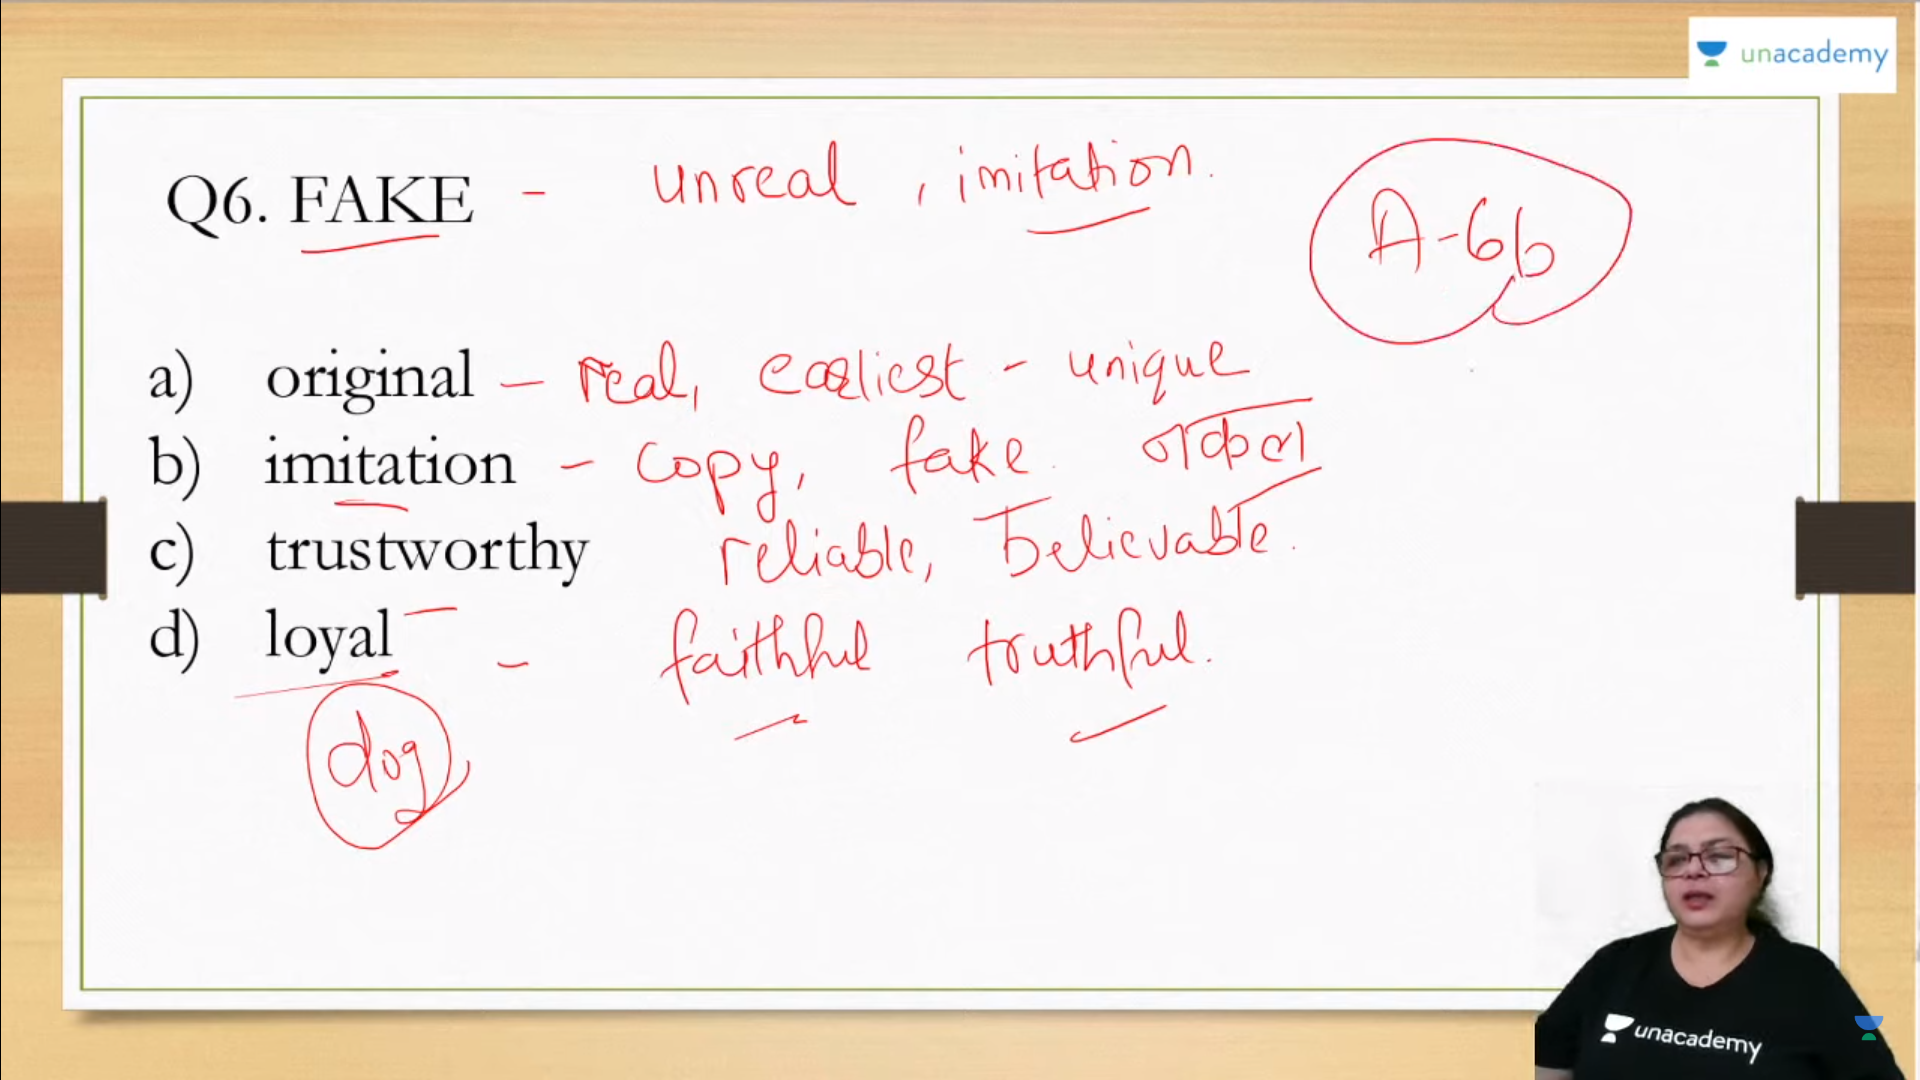 unacademy
Q6. FAKE - unreal, imitation.
A-6b
a) original - real, earliest - unique
b) imitation - copy, fake. नकल
c) trustworthy reliable, believable.
d) loyal - faithful truthful.
dog
unacademy